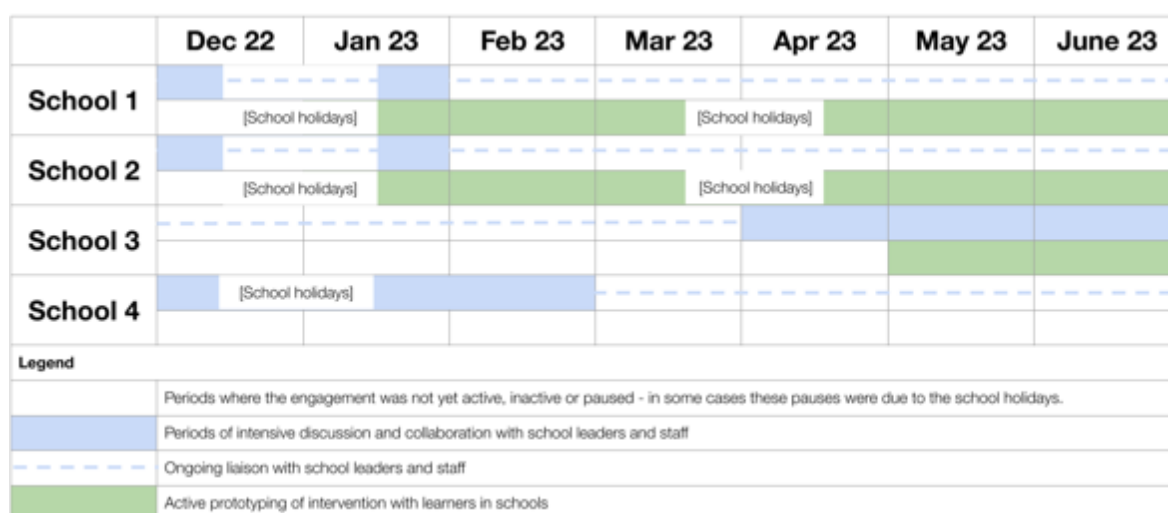 Dec 22 Jan 23 Feb 23 Mar 23 Apr 23 May 23 June 23
School 1
[School holidays] [School holidays]
School 2
[School holidays] [School holidays]
School 3
[School holidays]
School 4
Legend
Periods where the engagement was not yet active, inactive or paused - in some cases these pauses were due to the school holidays.
Periods of intensive discussion and collaboration with school leaders and staff
Ongoing liaison with school leaders and staff
Active prototyping of intervention with learners in schools